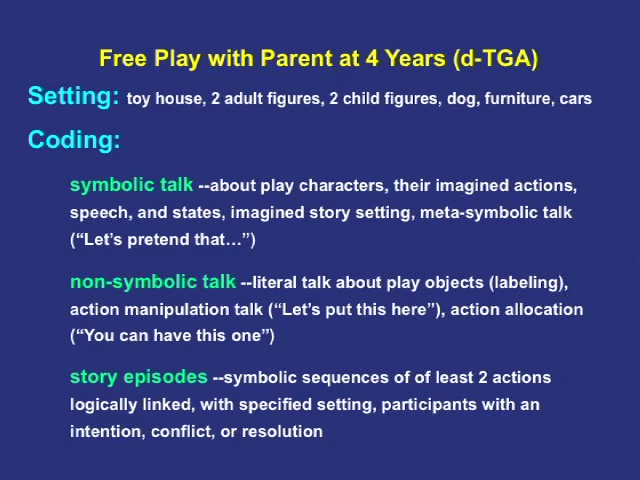 Free Play with Parent at 4 Years (d-TGA)
Setting: toy house, 2 adult figures, 2 child figures, dog, furniture, cars
Coding:
symbolic talk --about play characters, their imagined actions,
speech, and states, imagined story setting, meta-symbolic talk
(“Let’s pretend that…”)
non-symbolic talk --literal talk about play objects (labeling),
action manipulation talk (“Let’s put this here”), action allocation
(“You can have this one”)
story episodes --symbolic sequences of of least 2 actions
logically linked, with specified setting, participants with an
intention, conflict, or resolution